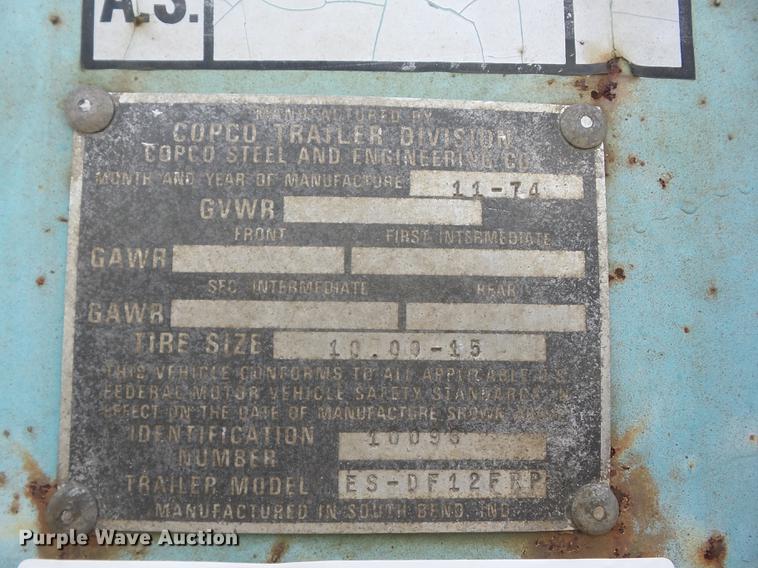 A.S.
MANUFACTURED BY
COPCO TRAILER DIVISION
COPCO STEEL AND ENGINEERING CO.
MONTH AND YEAR OF MANUFACTURE 11-74
GVWR
FRONT FIRST INTERMEDIATE
GAWR
SEC INTERMEDIATE REAR
GAWR
TIRE SIZE 10.00-15
THIS VEHICLE CONFORMS TO ALL APPLICABLE U.S.
FEDERAL MOTOR VEHICLE SAFETY STANDARDS IN
EFFECT ON THE DATE OF MANUFACTURE SHOWN ABOVE
IDENTIFICATION
NUMBER
TRAILER MODEL ES-DF12FRP
MANUFACTURED IN SOUTH BEND, IND.
Purple Wave Auction